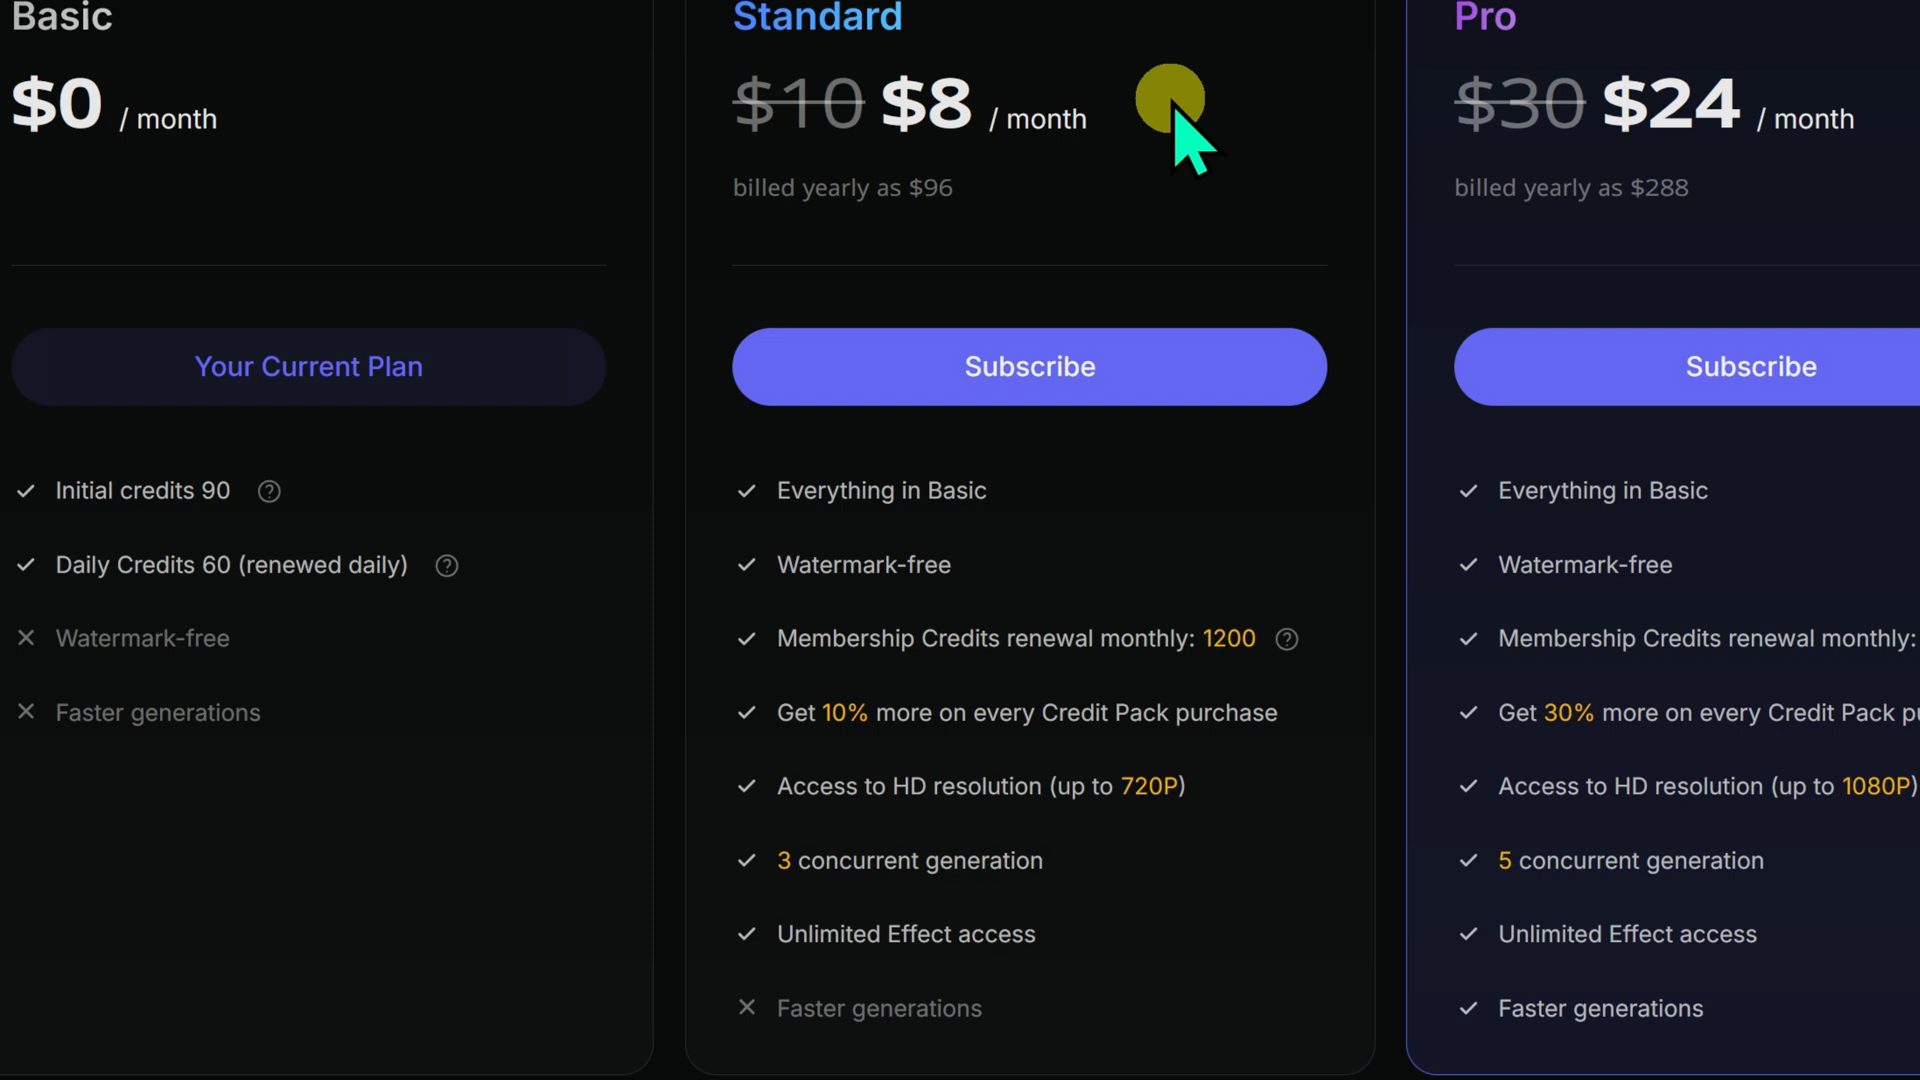 Basic
$0 / month
Your Current Plan
Initial credits 90
Daily Credits 60 (renewed daily)
Watermark-free
Faster generations
Standard
$10 $8 / month
billed yearly as $96
Subscribe
Everything in Basic
Watermark-free
Membership Credits renewal monthly: 1200
Get 10% more on every Credit Pack purchase
Access to HD resolution (up to 720P)
3 concurrent generation
Unlimited Effect access
Faster generations
Pro
$30 $24 / month
billed yearly as $288
Subscribe
Everything in Basic
Watermark-free
Membership Credits renewal monthly:
Get 30% more on every Credit Pack
Access to HD resolution (up to 1080P)
5 concurrent generation
Unlimited Effect access
Faster generations